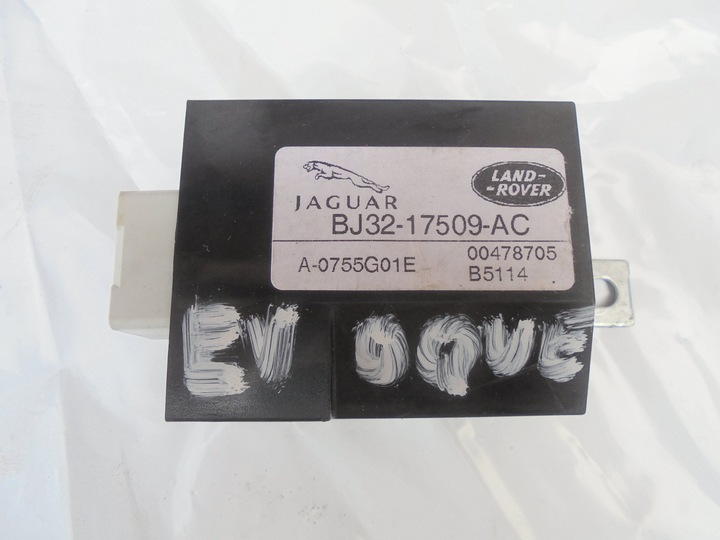 JAGUAR
LAND-
-ROVER
BJ32-17509-AC
A-0755G01E
00478705
B5114
EVOQUE